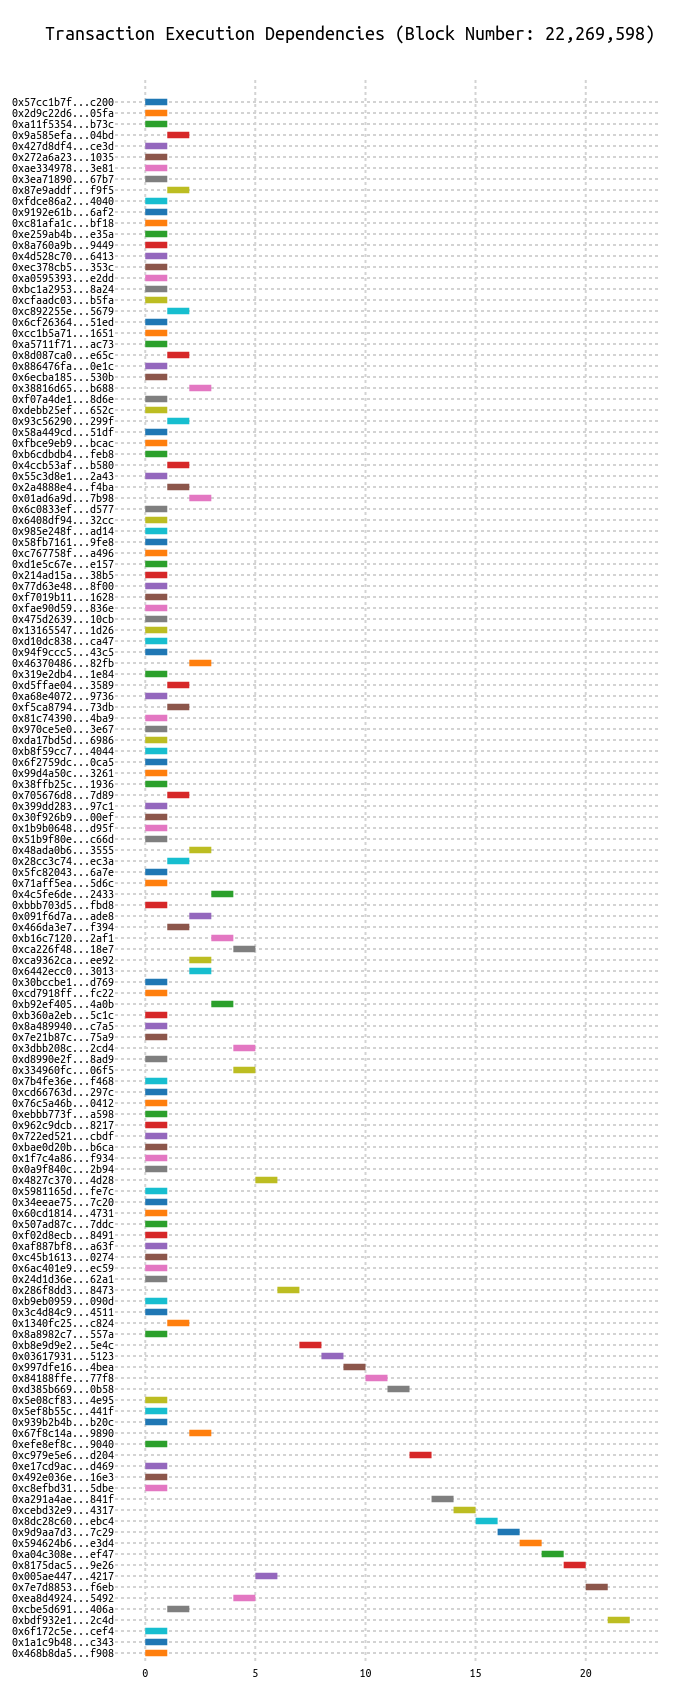 Transaction Execution Dependencies (Block Number: 22,269,598)
0x57cc1b7f...c200
0x2d9c22d6...05fa
0xa11f5354...b73c
0x9a585efa...04bd
0x427d8df4...ce3d
0x272a6a23...1035
0xae334978...3e81
0x3ea71890...67b7
0x87e9addf...f9f5
0xfdce86a2...4040
0x9192e61b...6af2
0xc81afa1c...bf18
0xe259ab4b...e35a
0x8a760a9b...9449
0x4d528c70...6413
0xec378cb5...353c
0xa0595393...e2dd
0xbc1a2953...8a24
0xcfaadc03...b5fa
0xc892255e...5679
0x6cf26364...51ed
0xcc1b5a71...1651
0xa5711f71...ac73
0x8d087ca0...e65c
0x886476fa...0e1c
0x6ecba185...530b
0x38816d65...b688
0xf07a4de1...8d6e
0xdebb25ef...652c
0x93c56290...299f
0x58a449cd...51df
0xfbce9eb9...bcac
0xb6cdbdb4...feb8
0x4ccb53af...b580
0x55c3d8e1...2a43
0x2a4888e4...f4ba
0x01ad6a9d...7b98
0x6c0833ef...d577
0x6408df94...32cc
0x985e248f...ad14
0x58fb7161...9fe8
0xc767758f...a496
0xd1e5c67e...e157
0x214ad15a...38b5
0x77d63e48...8f00
0xf7019b11...1628
0xfae90d59...836e
0x475d2639...10cb
0x13165547...1d26
0xd10dc838...ca47
0x94f9ccc5...43c5
0x46370486...82fb
0x319e2db4...1e84
0xd5ffae04...3589
0xa68e4072...9736
0xf5ca8794...73db
0x81c74390...4ba9
0x970ce5e0...3e67
0xda17bd5d...6986
0xb8f59cc7...4044
0x6f2759dc...0ca5
0x99d4a50c...3261
0x38ffb25c...1936
0x705676d8...7d89
0x399dd283...97c1
0x30f926b9...00ef
0x1b9b0648...d95f
0x51b9f80e...c66d
0x48ada0b6...3555
0x28cc3c74...ec3a
0x5fc82043...6a7e
0x71aff5ea...5d6c
0x4c5fe6de...2433
0xbbb703d5...fbd8
0x091f6d7a...ade8
0x466da3e7...f394
0xb16c7120...2af1
0xca226f48...18e7
0xca9362ca...ee92
0x6442ecc0...3013
0x30bccbe1...d769
0xcd7918ff...fc22
0xb92ef405...4a0b
0xb360a2eb...5c1c
0x8a489940...c7a5
0x7e21b87c...75a9
0x3dbb208c...2cd4
0xd8990e2f...8ad9
0x334960fc...06f5
0x7b4fe36e...f468
0xcd66763d...297c
0x76c5a46b...0412
0xebbb773f...a598
0x962c9dcb...8217
0x722ed521...cbdf
0xbae0d20b...b6ca
0x1f7c4a86...f934
0x0a9f840c...2b94
0x4827c370...4d28
0x5981165d...fe7c
0x34eeae75...7c20
0x60cd1814...4731
0x507ad87c...7ddc
0xf02d8ecb...8491
0xaf887bf8...a63f
0xc45b1613...0274
0x6ac401e9...ec59
0x24d1d36e...62a1
0x286f8dd3...8473
0xb9eb0959...090d
0x3c4d84c9...4511
0x1340fc25...c824
0x8a8982c7...557a
0xb8e9d9e2...5e4c
0x03617931...5123
0x997dfe16...4bea
0x84188ffe...77f8
0xd385b669...0b58
0x5e08cf83...4e95
0x5ef8b55c...441f
0x939b2b4b...b20c
0x67f8c14a...9890
0xefe8ef8c...9040
0xc979e5e6...d204
0xe17cd9ac...d469
0x492e036e...16e3
0xc8efbd31...5dbe
0xa291a4ae...841f
0xcebd32e9...4317
0x8dc28c60...ebc4
0x9d9aa7d3...7c29
0x594624b6...e3d4
0xa04c308e...ef47
0x8175dac5...9e26
0x005ae447...4217
0x7e7d8853...f6eb
0xea8d4924...5492
0xcbe5d691...406a
0xbdf932e1...2c4d
0x6f172c5e...cef4
0x1a1c9b48...c343
0x468b8da5...f908
0 5 10 15 20